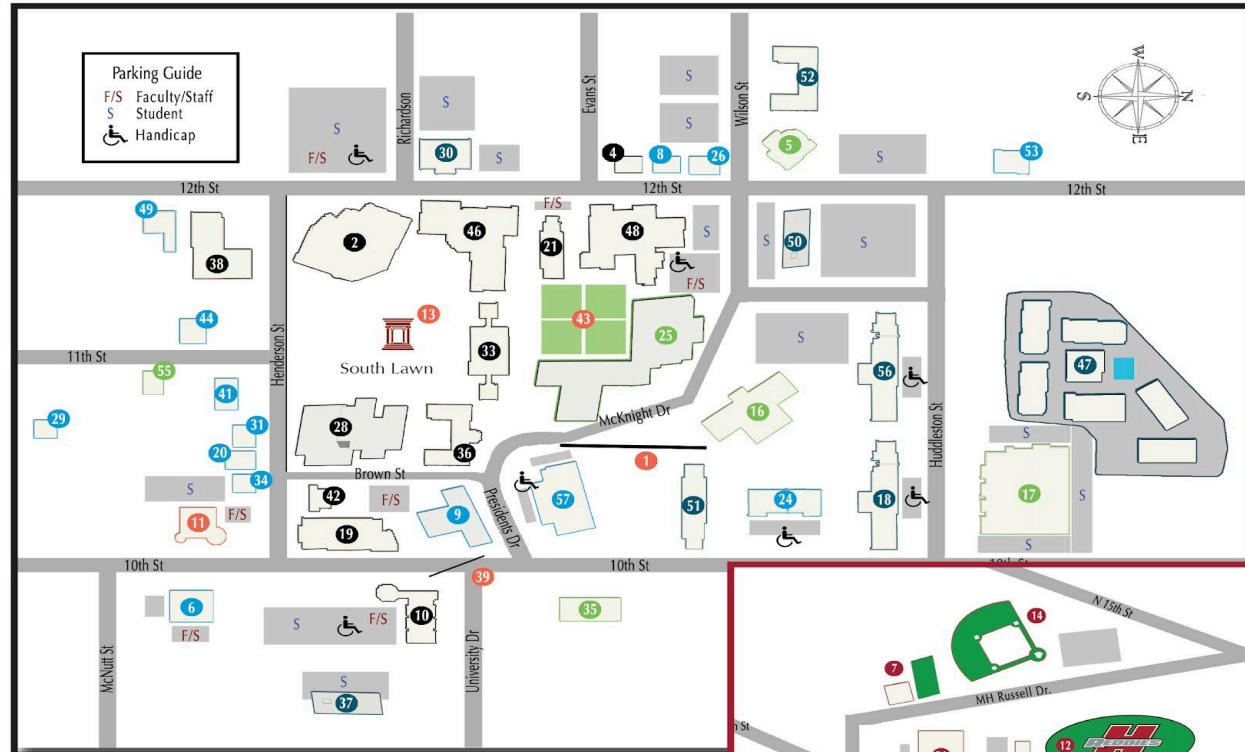 Parking Guide
F/S Faculty/Staff
S Student
Handicap
Richardson
Evans St
Wilson St
W
S
N
E
52
S
S
S
S
F/S
30
S
4
8
26
5
S
53
12th St
12th St
12th St
49
38
2
46
F/S
21
48
S
F/S
S
50
S
44
Henderson St
13
South Lawn
33
43
25
11th St
55
41
29
31
20
34
S
11
F/S
28
36
McKnight Dr
16
S
56
Huddleston St
47
S
17
S
S
Brown St
42
F/S
19
9
Presidents Dr
57
1
51
24
18
10th St
10th St
39
6
F/S
S
F/S
10
35
McNutt St
University Dr
S
37
N 15th St
14
7
MH Russell Dr.
St
12
H
REDDIES